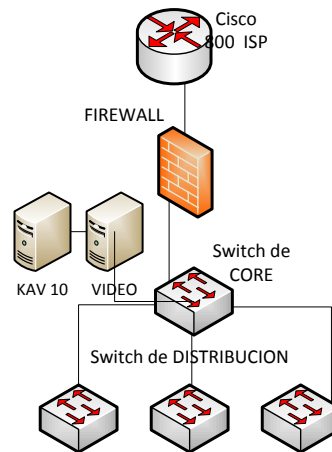 Cisco
800 ISP
FIREWALL
KAV 10
VIDEO
Switch de
CORE
Switch de DISTRIBUCION